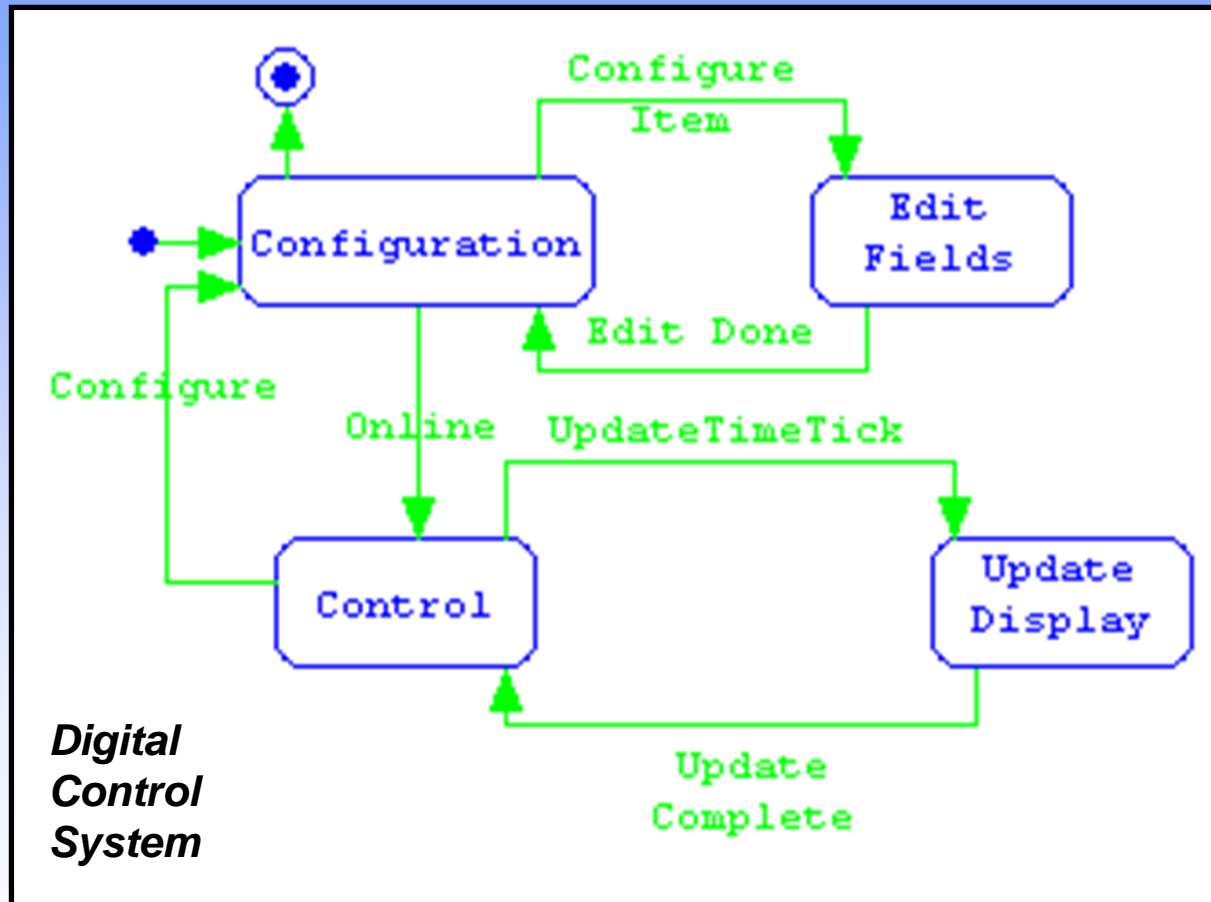 Configure
Item
Configuration
Edit
Fields
Edit Done
Configure
Online
UpdateTimeTick
Control
Update
Display
Update
Complete
Digital
Control
System